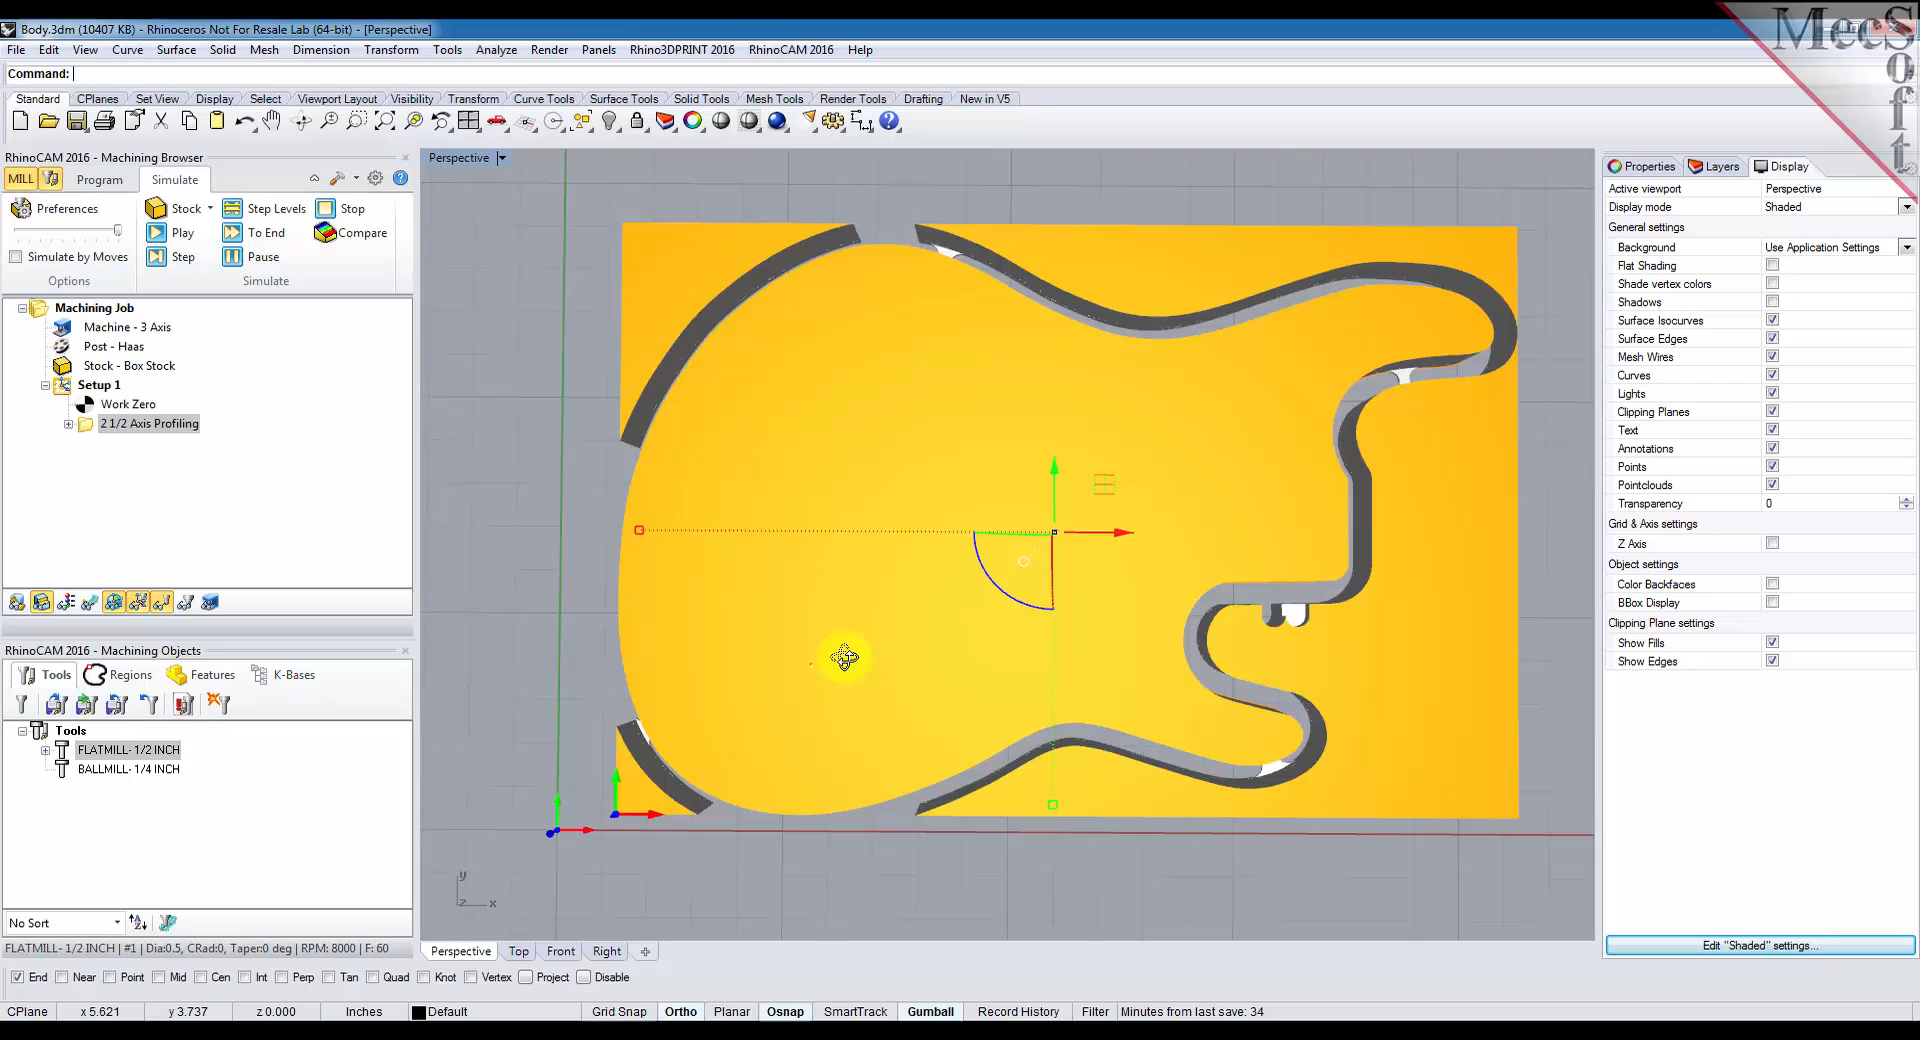 Body.3dm (10407 KB) - Rhinoceros Not For Resale Lab (64-bit) - [Perspective]
MecSoft
File Edit View Curve Surface Solid Mesh Dimension Transform Tools Analyze Render Panels Rhino3DPRINT 2016 RhinoCAM 2016 Help
Command:
Standard CPlanes Set View Display Select Viewport Layout Visibility Transform Curve Tools Surface Tools Solid Tools Mesh Tools Render Tools Drafting New in V5
RhinoCAM 2016 - Machining Browser
MILL Program Simulate
Preferences Stock Step Levels Stop
Play To End Compare
Simulate by Moves Step Pause
Options Simulate
Machining Job
Machine - 3 Axis
Post - Haas
Stock - Box Stock
Setup 1
Work Zero
2 1/2 Axis Profiling
RhinoCAM 2016 - Machining Objects
Tools Regions Features K-Bases
Tools
FLATMILL- 1/2 INCH
BALLMILL- 1/4 INCH
No Sort
FLATMILL- 1/2 INCH | #1 | Dia:0.5, CRad:0, Taper:0 deg | RPM: 8000 | F: 60
Perspective
y
z x
Perspective Top Front Right
Properties Layers Display
Active viewport Perspective
Display mode Shaded
General settings
Background Use Application Settings
Flat Shading
Shade vertex colors
Shadows
Surface Isocurves
Surface Edges
Mesh Wires
Curves
Lights
Clipping Planes
Text
Annotations
Points
Pointclouds
Transparency 0
Grid & Axis settings
Z Axis
Object settings
Color Backfaces
BBox Display
Clipping Plane settings
Show Fills
Show Edges
Edit "Shaded" settings...
End Near Point Mid Cen Int Perp Tan Quad Knot Vertex Project Disable
CPlane x 5.621 y 3.737 z 0.000 Inches Default Grid Snap Ortho Planar Osnap SmartTrack Gumball Record History Filter Minutes from last save: 34